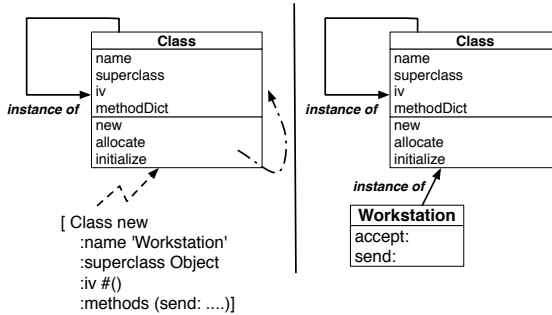 Class
name
superclass
iv
methodDict
instance of
new
allocate
initialize
[ Class new
:name 'Workstation'
:superclass Object
:iv #()
:methods (send: ....)]
Class
name
superclass
iv
methodDict
instance of
new
allocate
initialize
instance of
Workstation
accept:
send: